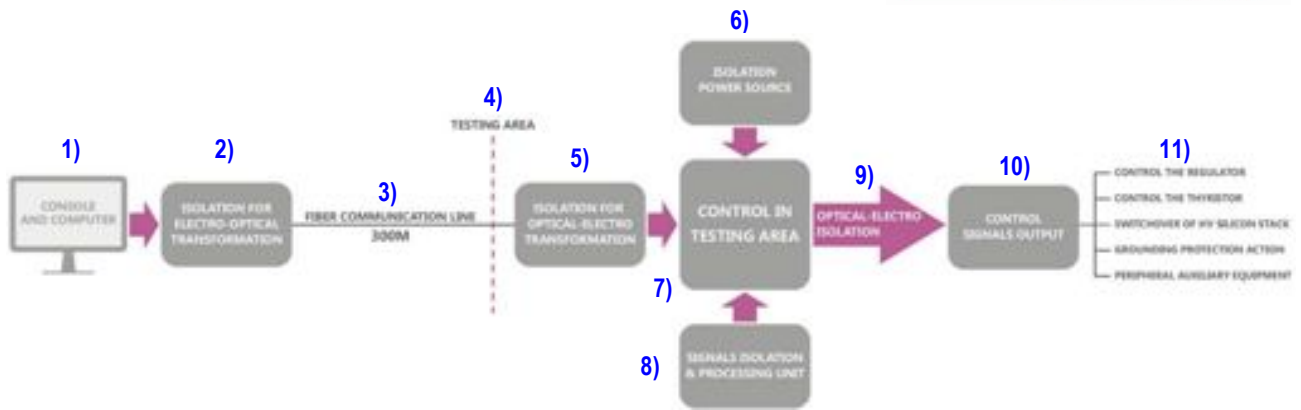 6)
ISOLATION
POWER SOURCE
4)
TESTING AREA
1)
CONSOLE
AND COMPUTER
2)
ISOLATION FOR
ELECTRO-OPTICAL
TRANSFORMATION
3)
FIBER COMMUNICATION LINE
300M
5)
ISOLATION FOR
OPTICAL-ELECTRO
TRANSFORMATION
CONTROL IN
TESTING AREA
7)
8)
SIGNALS ISOLATION
& PROCESSING UNIT
9)
OPTICAL-ELECTRO
ISOLATION
10)
CONTROL
SIGNALS OUTPUT
11)
CONTROL THE REGULATOR
CONTROL THE THYRISTOR
SWITCHOVER OF HV SILICON STACK
GROUNDING PROTECTION ACTION
PERIPHERAL AUXILIARY EQUIPMENT